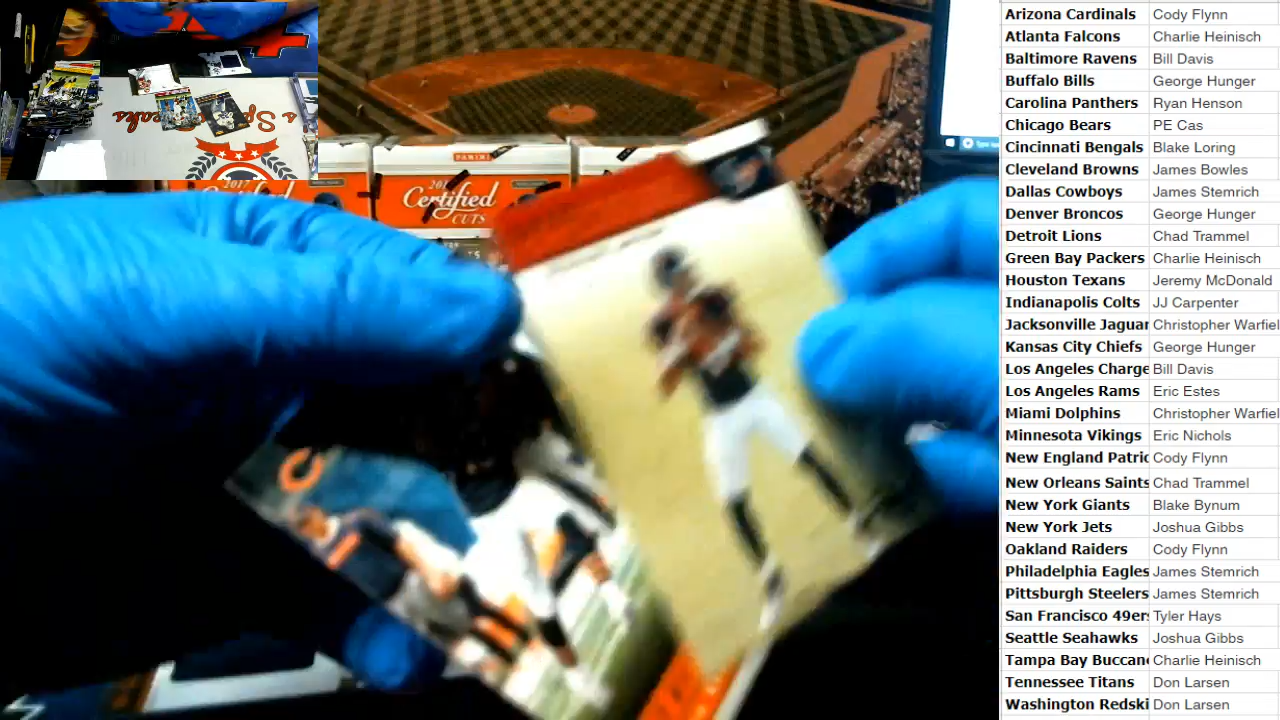 Arizona Cardinals Cody Flynn
Atlanta Falcons Charlie Heinisch
Baltimore Ravens Bill Davis
Buffalo Bills George Hunger
Carolina Panthers Ryan Henson
Chicago Bears PE Cas
Cincinnati Bengals Blake Loring
Cleveland Browns James Bowles
Dallas Cowboys James Stemrich
Denver Broncos George Hunger
Detroit Lions Chad Trammel
Green Bay Packers Charlie Heinisch
Houston Texans Jeremy McDonald
Indianapolis Colts JJ Carpenter
Jacksonville Jaguar Christopher Warfiel
Kansas City Chiefs George Hunger
Los Angeles Charge Bill Davis
Los Angeles Rams Eric Estes
Miami Dolphins Christopher Warfiel
Minnesota Vikings Eric Nichols
New England Patric Cody Flynn
New Orleans Saints Chad Trammel
New York Giants Blake Bynum
New York Jets Joshua Gibbs
Oakland Raiders Cody Flynn
Philadelphia Eagles James Stemrich
Pittsburgh Steelers James Stemrich
San Francisco 49ers Tyler Hays
Seattle Seahawks Joshua Gibbs
Tampa Bay Buccane Charlie Heinisch
Tennessee Titans Don Larsen
Washington Redski Don Larsen
PANINI
2017
Certified
CUTS
C